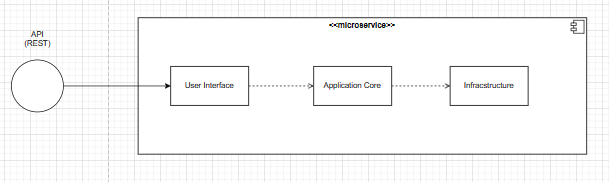 API
(REST)
<<microservice>>
User Interface
Application Core
Infracstructure